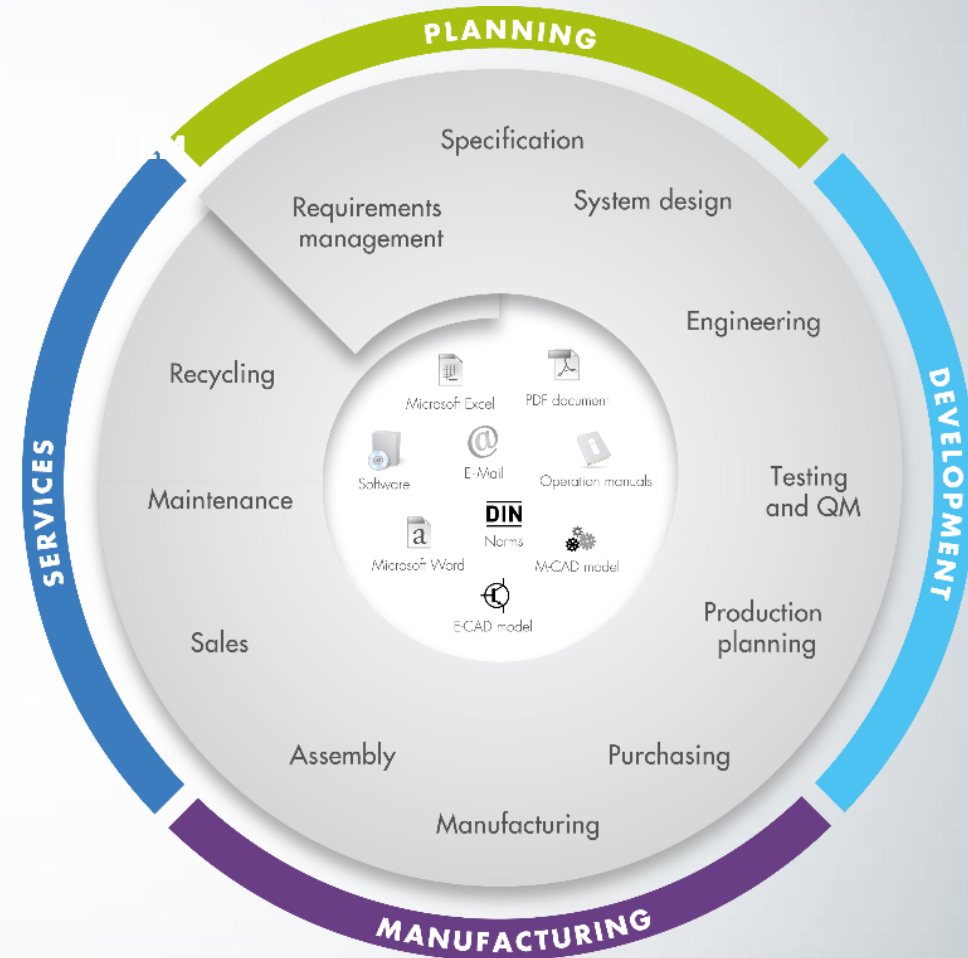 PLANNING
PLM
Specification
Requirements
management
System design
Engineering
Recycling
DEVELOPMENT
Microsoft Excel
PDF document
SERVICES
Software
E-Mail
Operation manuals
Maintenance
Testing
and QM
DIN
Norms
Microsoft Word
a
M-CAD model
E-CAD model
Sales
Production
planning
Assembly
Purchasing
Manufacturing
MANUFACTURING